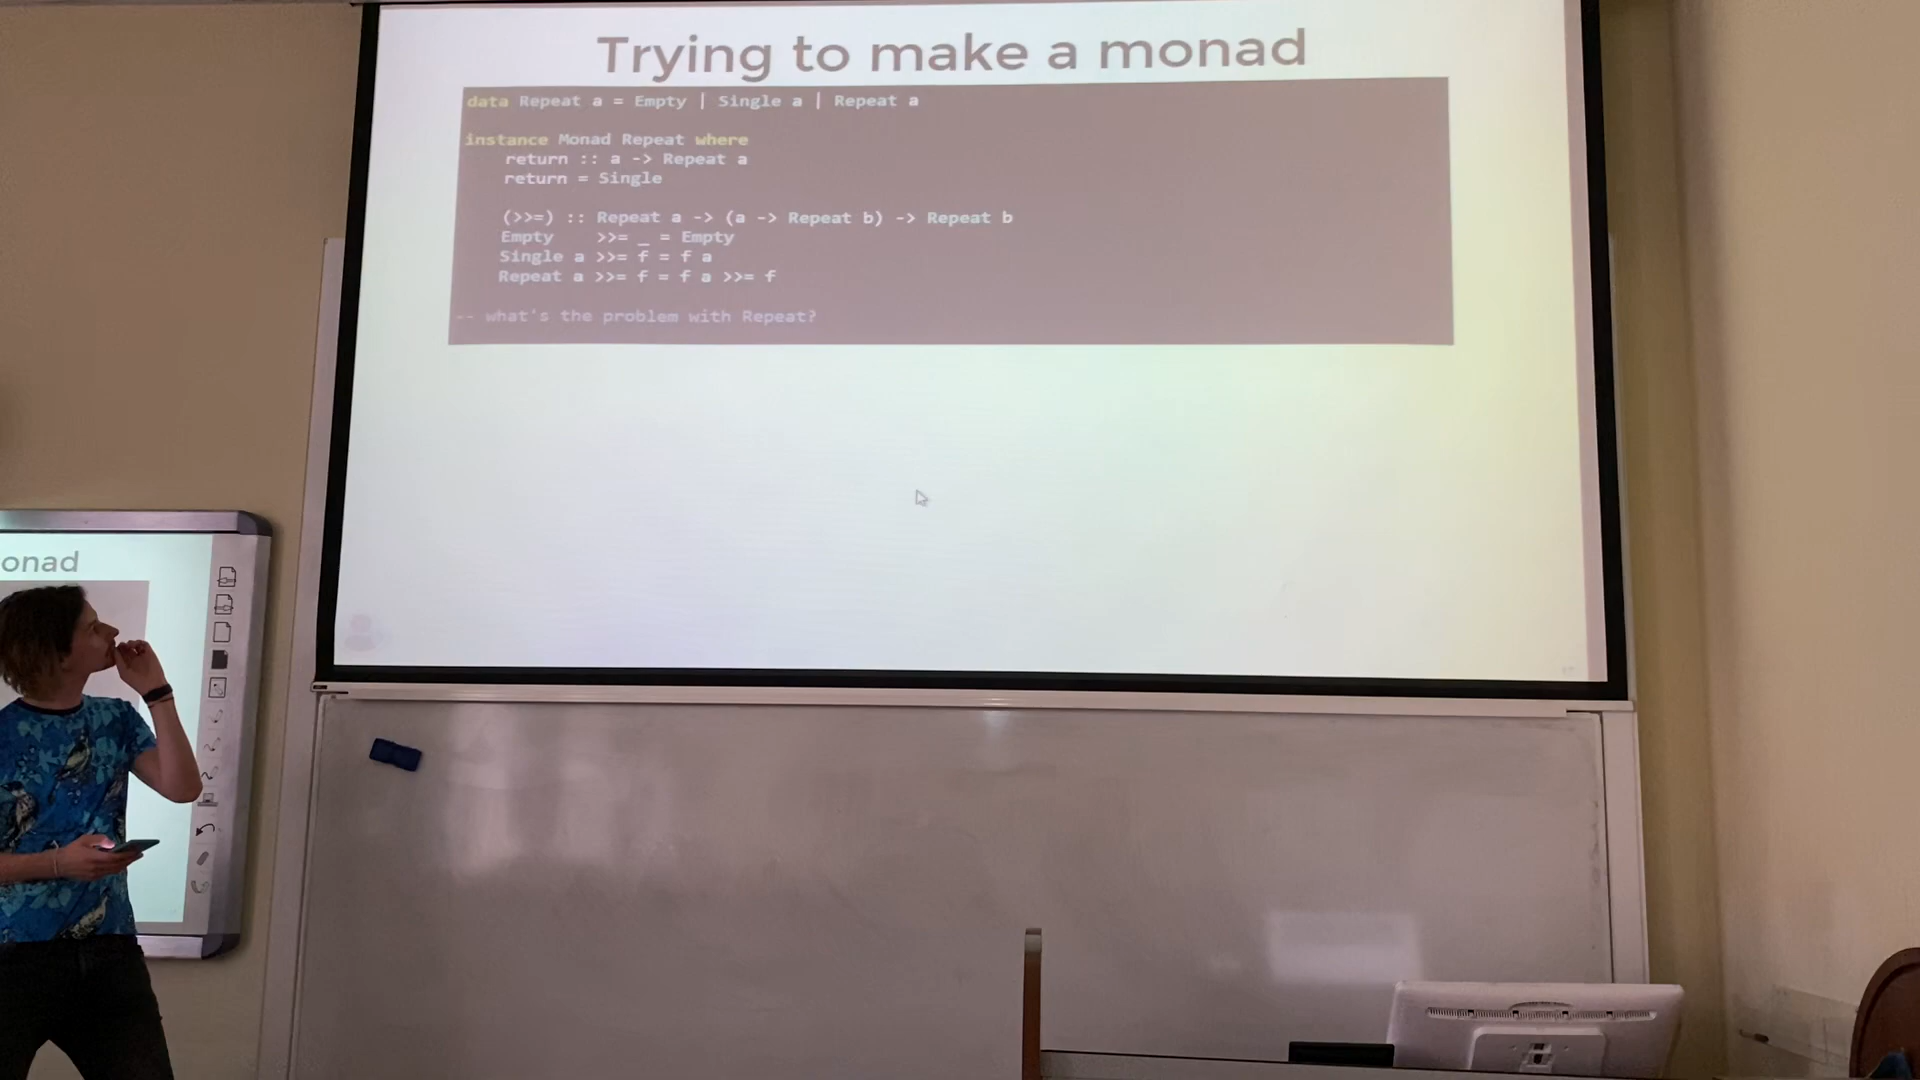 Trying to make a monad
data Repeat a = Empty | Single a | Repeat a
instance Monad Repeat where
return :: a -> Repeat a
return = Single
(>>=) :: Repeat a -> (a -> Repeat b) -> Repeat b
Empty    >>= _ = Empty
Single a >>= f = f a
Repeat a >>= f = f a >>= f
-- what's the problem with Repeat?
onad